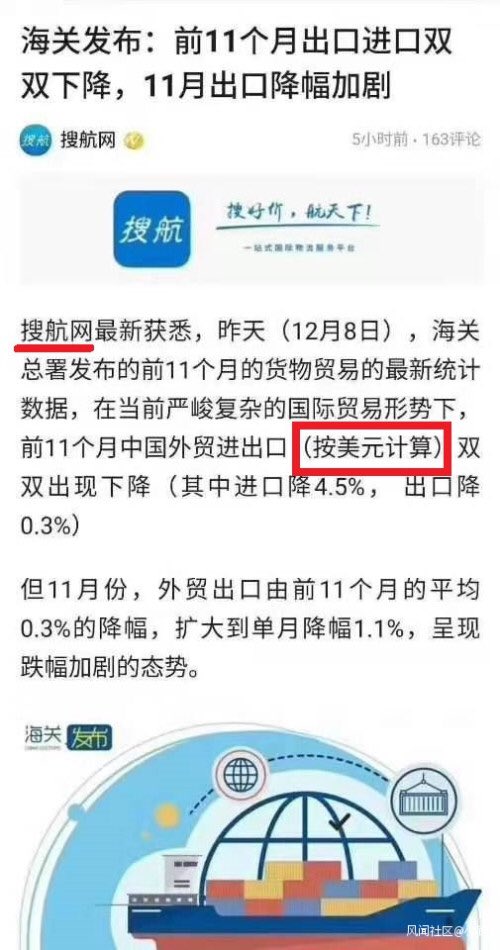 海关发布：前11个月出口进口双
双下降，11月出口降幅加剧
搜航 搜航网
5小时前 · 163评论
搜航
搜好价，航天下！
一站式国际物流服务平台
搜航网最新获悉，昨天（12月8日），海关
总署发布的前11个月的货物贸易的最新统计
数据，在当前严峻复杂的国际贸易形势下，
前11个月中国外贸进出口（按美元计算）双
双出现下降（其中进口降4.5%， 出口降
0.3%）
但11月份，外贸出口由前11个月的平均
0.3%的降幅，扩大到单月降幅1.1%，呈现
跌幅加剧的态势。
海关发布
风闻社区@